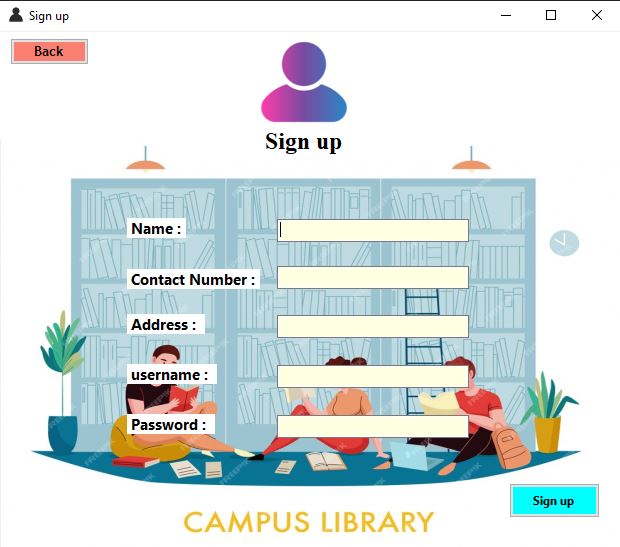 Sign up
Back
Sign up
Name :
Contact Number :
Address :
username :
Password :
Sign up
CAMPUS LIBRARY